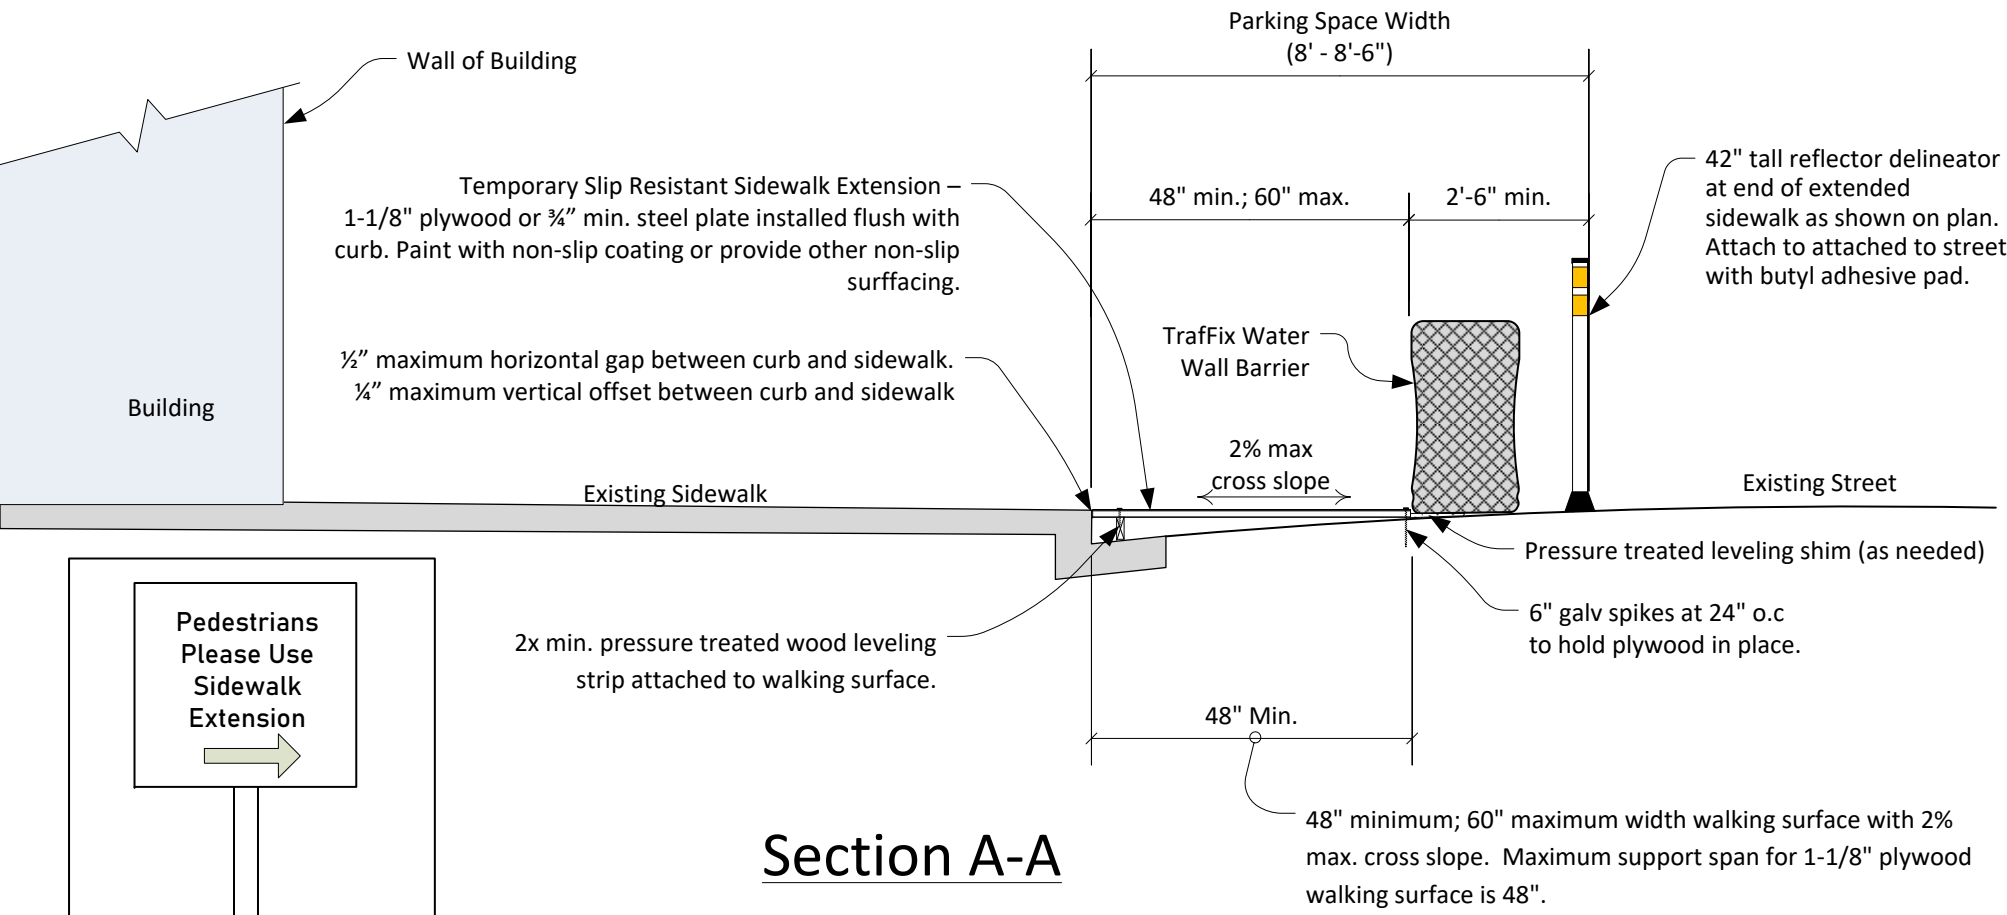 Parking Space Width
(8' - 8'-6")
Wall of Building
42" tall reflector delineator
at end of extended
sidewalk as shown on plan.
Attach to attached to street
with butyl adhesive pad.
Temporary Slip Resistant Sidewalk Extension –
1-1/8" plywood or ¾” min. steel plate installed flush with
curb. Paint with non-slip coating or provide other non-slip
surffacing.
48" min.; 60" max.
2'-6" min.
TrafFix Water
Wall Barrier
½” maximum horizontal gap between curb and sidewalk.
¼” maximum vertical offset between curb and sidewalk
Building
2% max
cross slope
Existing Sidewalk
Existing Street
Pressure treated leveling shim (as needed)
6" galv spikes at 24" o.c
to hold plywood in place.
Pedestrians
Please Use
Sidewalk
Extension
2x min. pressure treated wood leveling
strip attached to walking surface.
48" Min.
48" minimum; 60" maximum width walking surface with 2%
max. cross slope.  Maximum support span for 1-1/8" plywood
walking surface is 48".
Section A-A